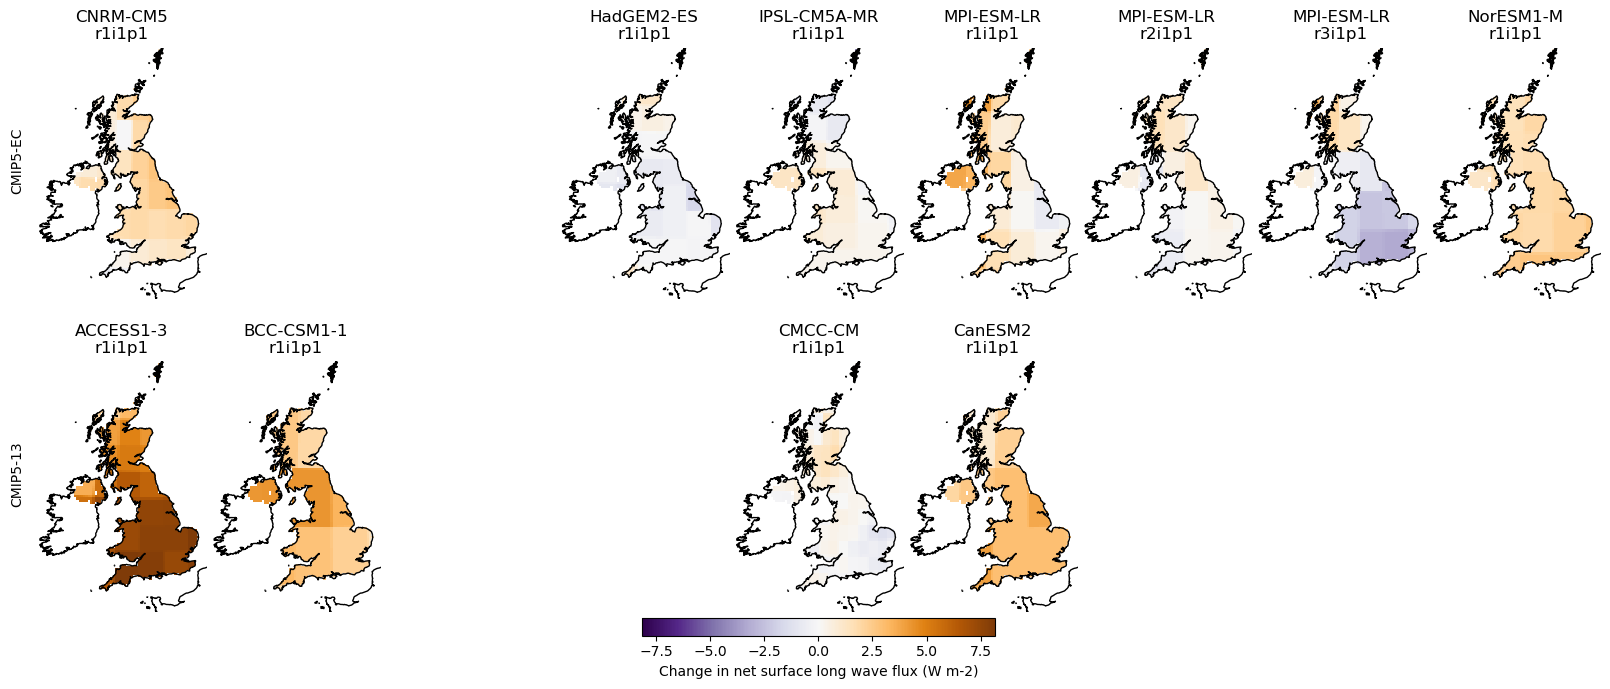 CNRM-CM5
r1i1p1
HadGEM2-ES
r1i1p1
IPSL-CM5A-MR
r1i1p1
MPI-ESM-LR
r1i1p1
MPI-ESM-LR
r2i1p1
MPI-ESM-LR
r3i1p1
NorESM1-M
r1i1p1
CMIP5-EC
ACCESS1-3
r1i1p1
BCC-CSM1-1
r1i1p1
CMCC-CM
r1i1p1
CanESM2
r1i1p1
CMIP5-13
−7.5 −5.0 −2.5 0.0 2.5 5.0 7.5
Change in net surface long wave flux (W m-2)